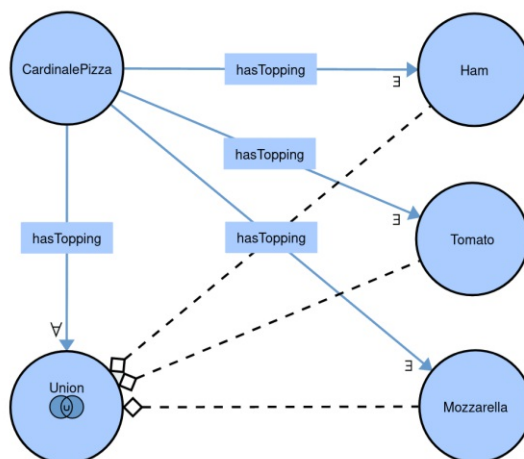 CardinalePizza
hasTopping
Ham
∃
hasTopping
Tomato
∃
hasTopping
hasTopping
∀
∃
Union
∪
Mozzarella